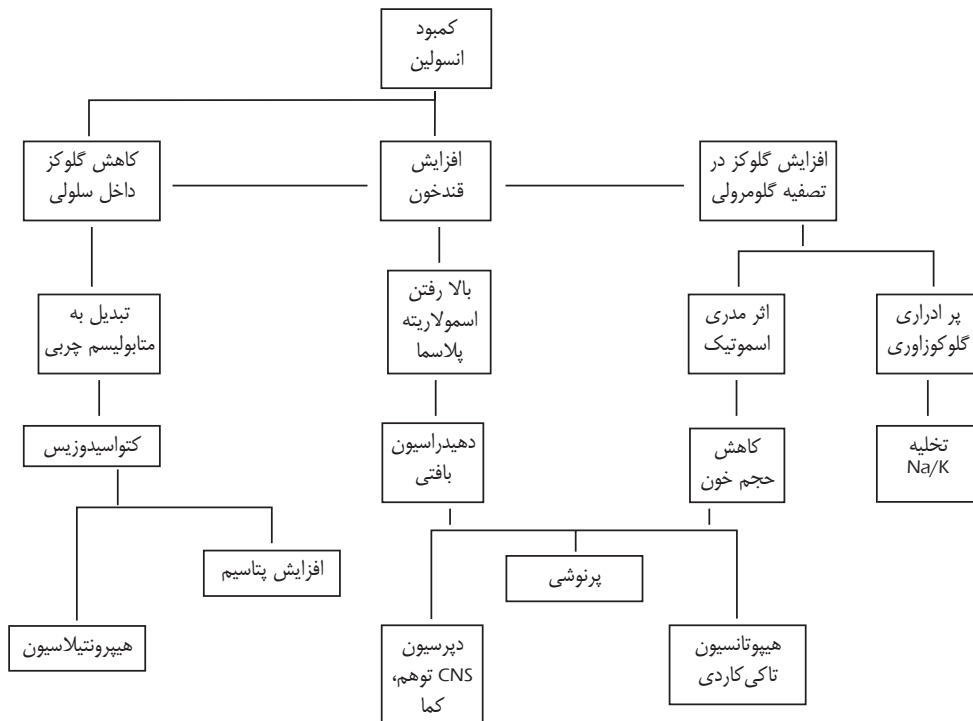 کمبود
انسولین
افزایش گلوکز در
تصفیه گلومرولی
افزایش
قندخون
کاهش گلوکز
داخل سلولی
پر ادراری
گلوکوزاوری
اثر مدری
اسموتیک
بالا رفتن
اسمولاریته
پلاسما
تبدیل به
متابولیسم چربی
تخلیه
Na/K
کاهش
حجم خون
دهیدراسیون
بافتی
کتواسیدوزیس
پرنوشی
افزایش پتاسیم
هیپوتانسیون
تاکی‌کاردی
دپرسیون
CNS توهم،
کما
هیپرونتیلاسیون